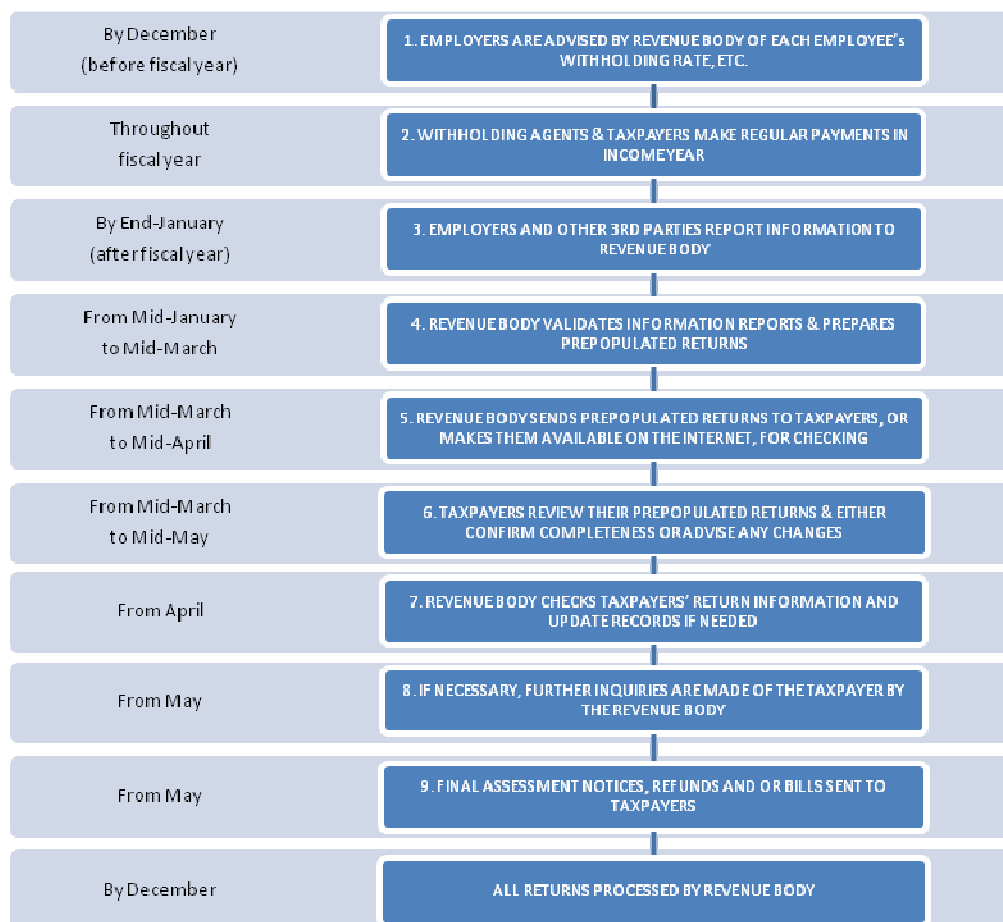 By December
(before fiscal year)
1. EMPLOYERS ARE ADVISED BY REVENUE BODY OF EACH EMPLOYEE"s
WITHHOLDING RATE, ETC.
Throughout
fiscal year
2. WITHHOLDING AGENTS & TAXPAYERS MAKE REGULAR PAYMENTS IN
INCOMEYEAR
By End-January
(after fiscal year)
3. EMPLOYERS AND OTHER 3RD PARTIES REPORT INFORMATION TO
REVENUE BODY
From Mid-January
to Mid-March
4. REVENUE BODY VALIDATES INFORMATION REPORTS & PREPARES
PREPOPULATED RETURNS
From Mid-March
to Mid-April
5. REVENUE BODY SENDS PREPOPULATED RETURNS TO TAXPAYERS, OR
MAKES THEM AVAILABLE ON THE INTERNET, FOR CHECKING
From Mid-March
to Mid-May
6. TAXPAYERS REVIEW THEIR PREPOPULATED RETURNS & EITHER
CONFIRM COMPLETENESS OR ADVISE ANY CHANGES
From April
7. REVENUE BODY CHECKS TAXPAYERS' RETURN INFORMATION AND
UPDATE RECORDS IF NEEDED
From May
8. IF NECESSARY, FURTHER INQUIRIES ARE MADE OF THE TAXPAYER BY
THE REVENUE BODY
From May
9. FINAL ASSESSMENT NOTICES, REFUNDS AND OR BILLS SENT TO
TAXPAYERS
By December
ALL RETURNS PROCESSED BY REVENUE BODY